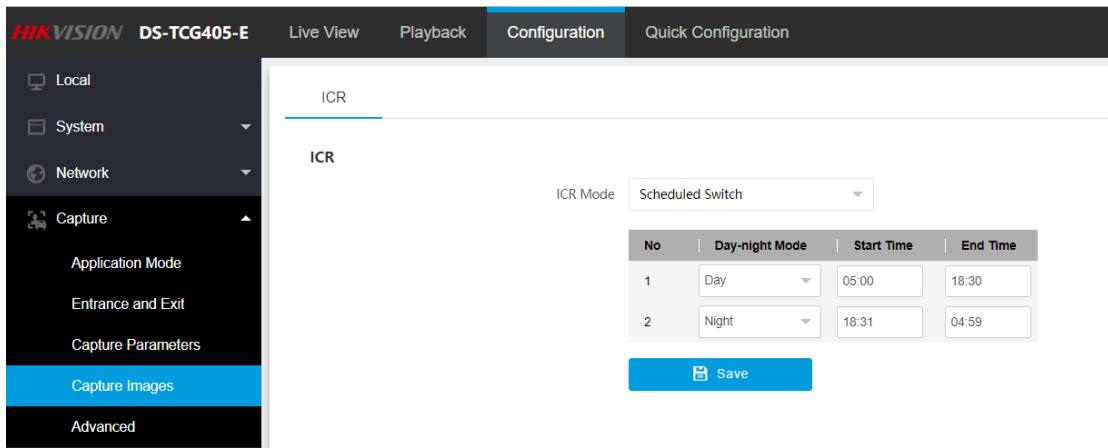 HIKVISION DS-TCG405-E Live View Playback Configuration Quick Configuration
Local
System
Network
Capture
Application Mode
Entrance and Exit
Capture Parameters
Capture Images
Advanced
ICR
ICR
ICR Mode Scheduled Switch
No Day-night Mode Start Time End Time
1 Day 05:00 18:30
2 Night 18:31 04:59
Save